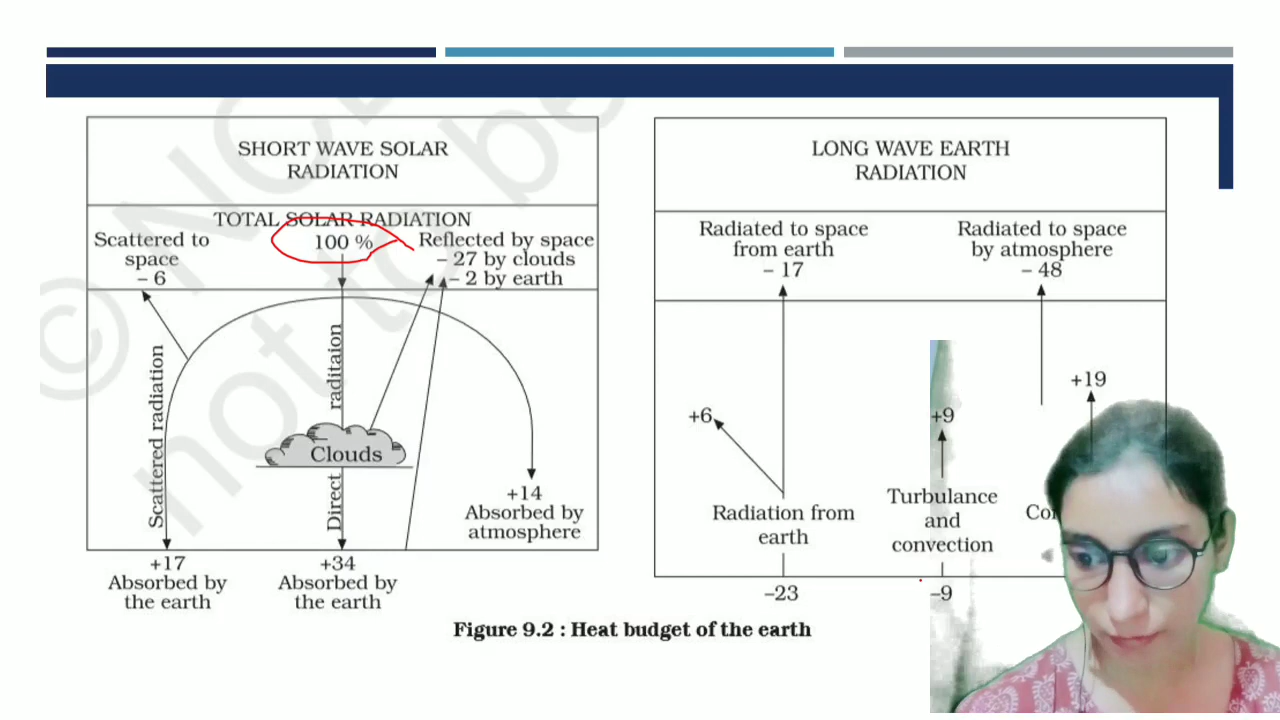 SHORT WAVE SOLAR
RADIATION
TOTAL SOLAR RADIATION
100 %
Scattered to
space
– 6
Reflected by space
– 27 by clouds
– 2 by earth
Scattered radiation
Direct raditaion
Clouds
+14
Absorbed by
atmosphere
+17
Absorbed by
the earth
+34
Absorbed by
the earth
LONG WAVE EARTH
RADIATION
Radiated to space
from earth
– 17
Radiated to space
by atmosphere
– 48
+6
+9
+19
Radiation from
earth
Turbulance
and
convection
–23
–9
Figure 9.2 : Heat budget of the earth
not to be